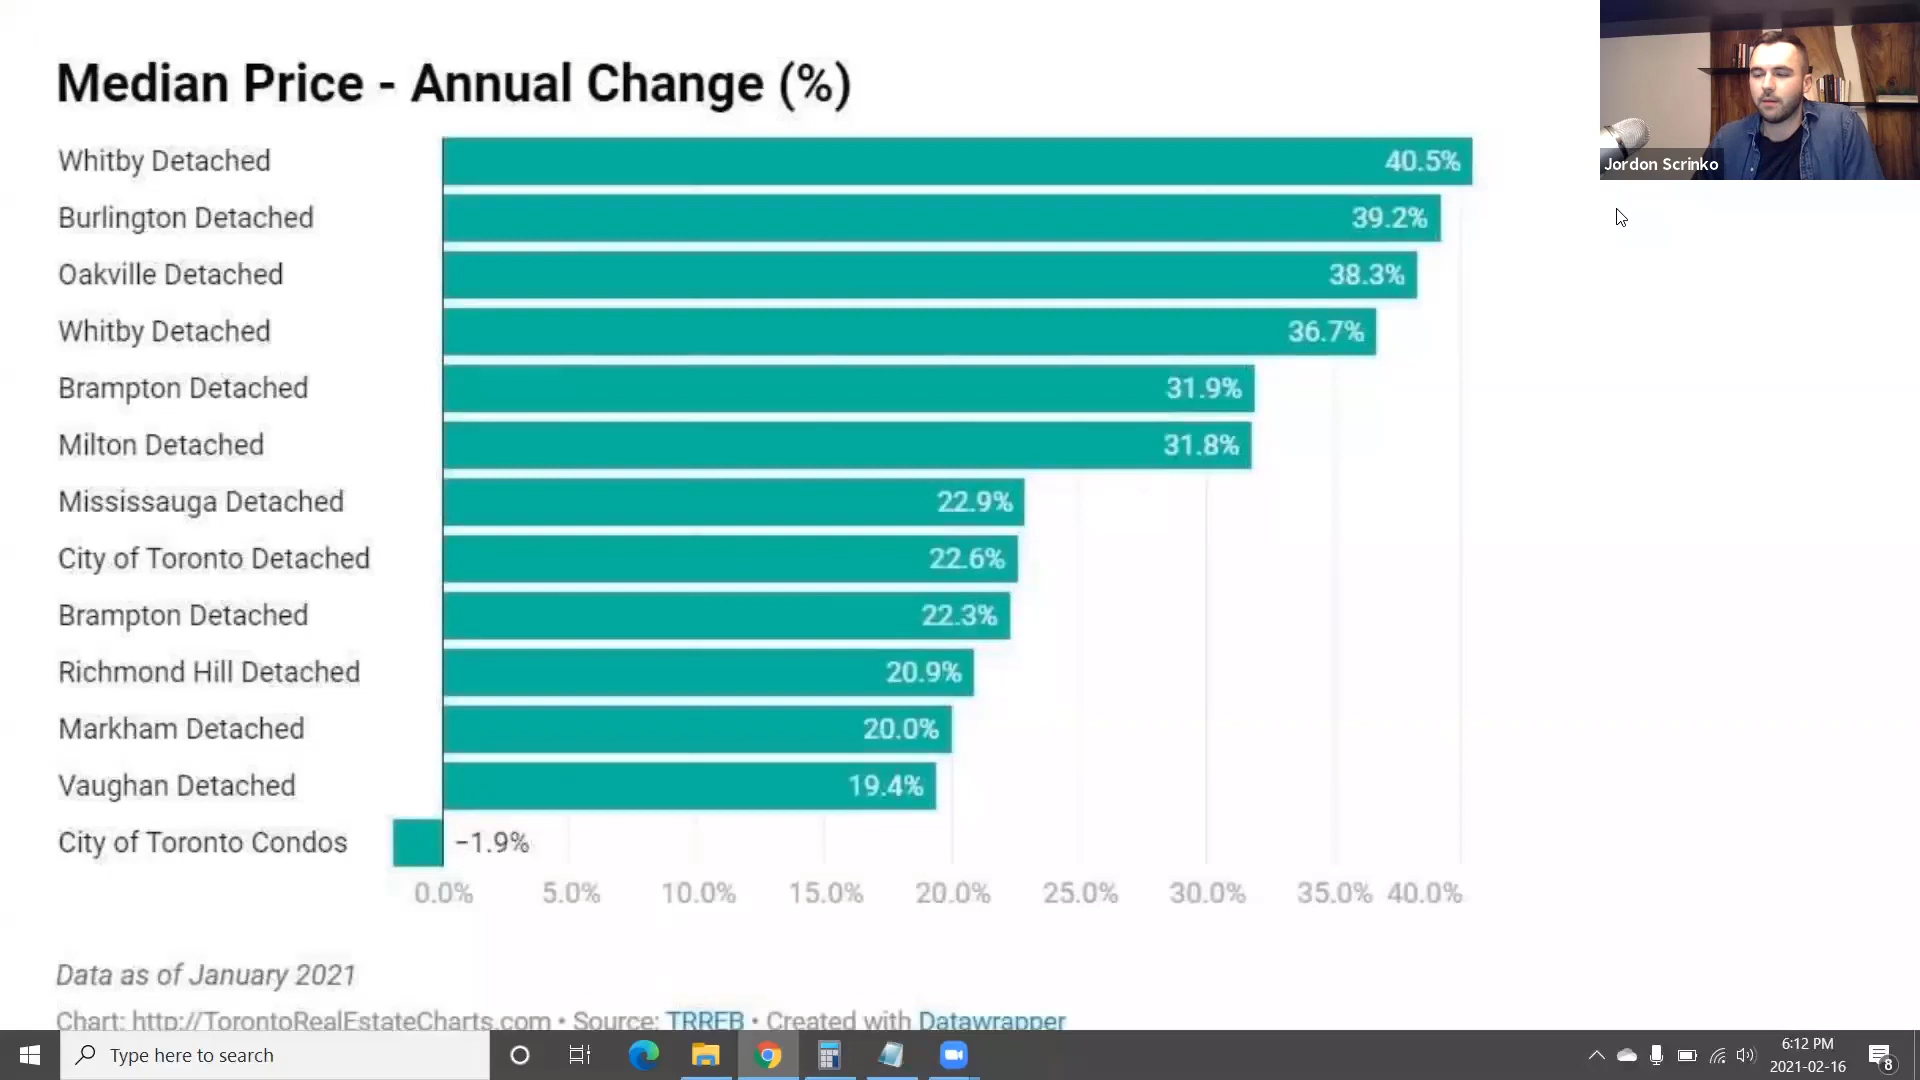 Median Price - Annual Change (%)
Whitby Detached 40.5%
Burlington Detached 39.2%
Oakville Detached 38.3%
Whitby Detached 36.7%
Brampton Detached 31.9%
Milton Detached 31.8%
Mississauga Detached 22.9%
City of Toronto Detached 22.6%
Brampton Detached 22.3%
Richmond Hill Detached 20.9%
Markham Detached 20.0%
Vaughan Detached 19.4%
City of Toronto Condos −1.9%
0.0% 5.0% 10.0% 15.0% 20.0% 25.0% 30.0% 35.0% 40.0%
Data as of January 2021
Chart: http://TorontoRealEstateCharts.com • Source: TRREB • Created with Datawrapper
Jordon Scrinko
Type here to search
6:12 PM
2021-02-16
8